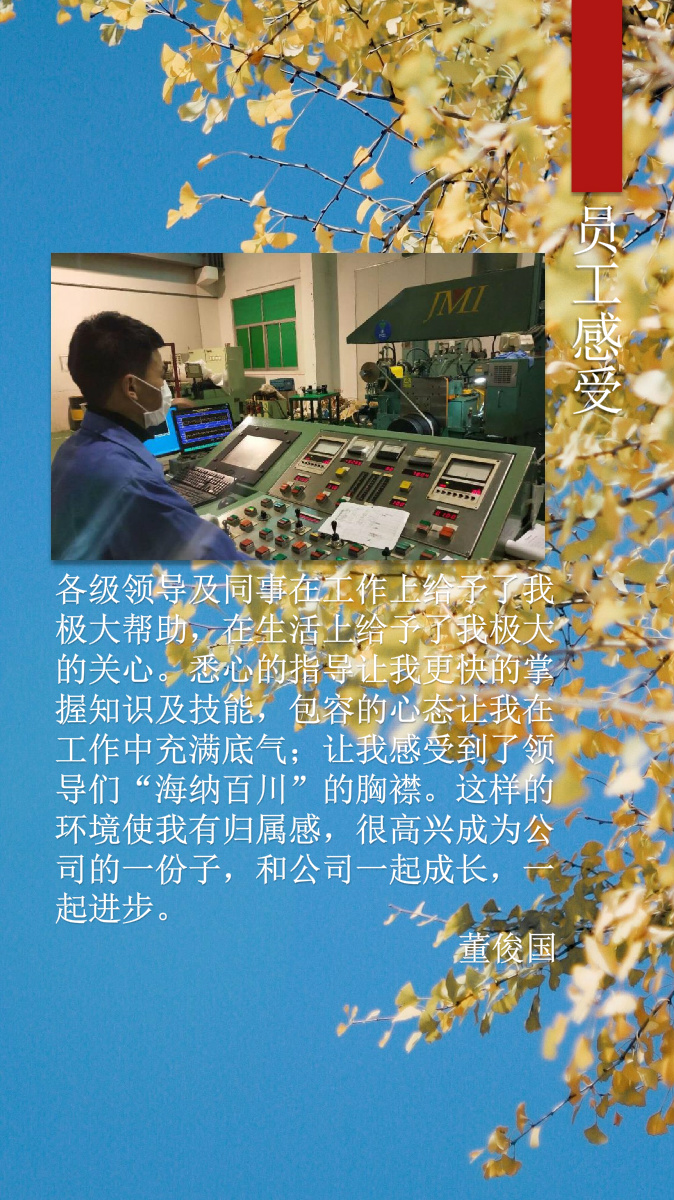 员工感受
JMI
各级领导及同事在工作上给予了我
极大帮助，在生活上给予了我极大
的关心。悉心的指导让我更快的掌
握知识及技能，包容的心态让我在
工作中充满底气；让我感受到了领
导们“海纳百川”的胸襟。这样的
环境使我有归属感，很高兴成为公
司的一份子，和公司一起成长，一
起进步。
董俊国